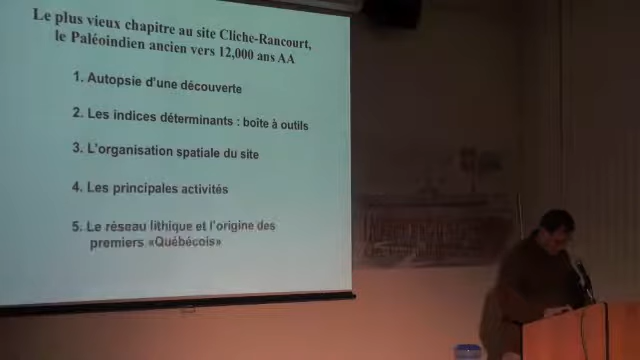 Le plus vieux chapitre au site Cliche-Rancourt,
le Paléoindien ancien vers 12,000 ans AA
1. Autopsie d'une découverte
2. Les indices déterminants : boîte à outils
3. L'organisation spatiale du site
4. Les principales activités
5. Le réseau lithique et l'origine des
premiers «Québécois»